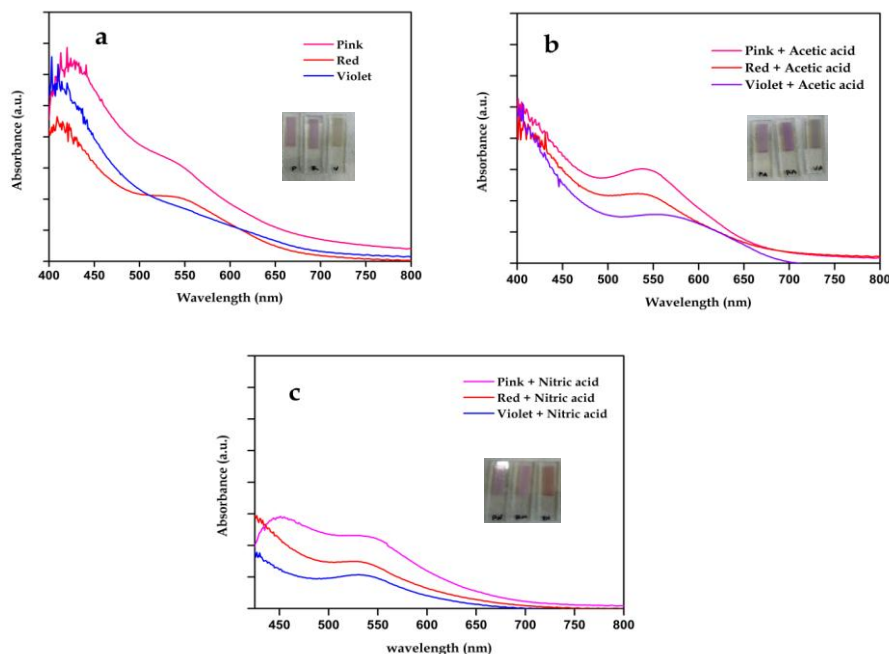 a
Pink
Red
Violet
Absorbance (a.u.)
400 450 500 550 600 650 700 750 800
Wavelength (nm)
b
Pink + Acetic acid
Red + Acetic acid
Violet + Acetic acid
Absorbance (a.u.)
400 450 500 550 600 650 700 750 800
Wavelength (nm)
c
Pink + Nitric acid
Red + Nitric acid
Violet + Nitric acid
Absorbance (a.u.)
450 500 550 600 650 700 750 800
wavelength (nm)